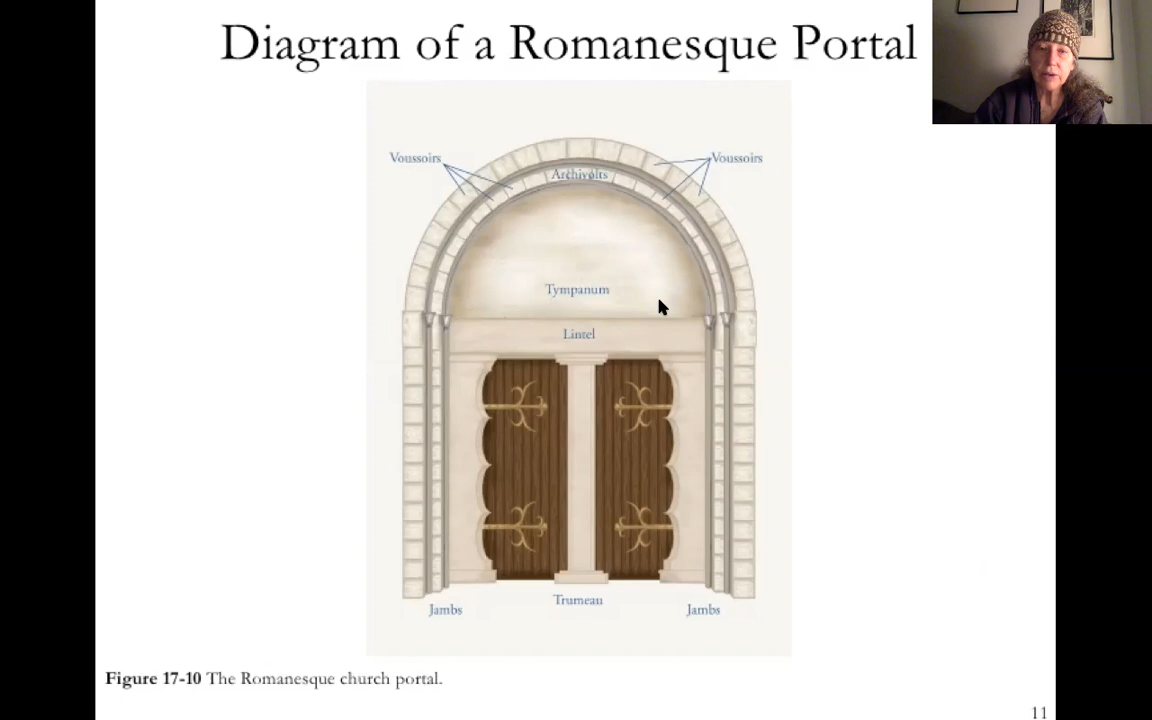 Diagram of a Romanesque Portal
Voussoirs
Voussoirs
Archivolts
Tympanum
Lintel
Trumeau
Jambs
Jambs
Figure 17-10 The Romanesque church portal.
11